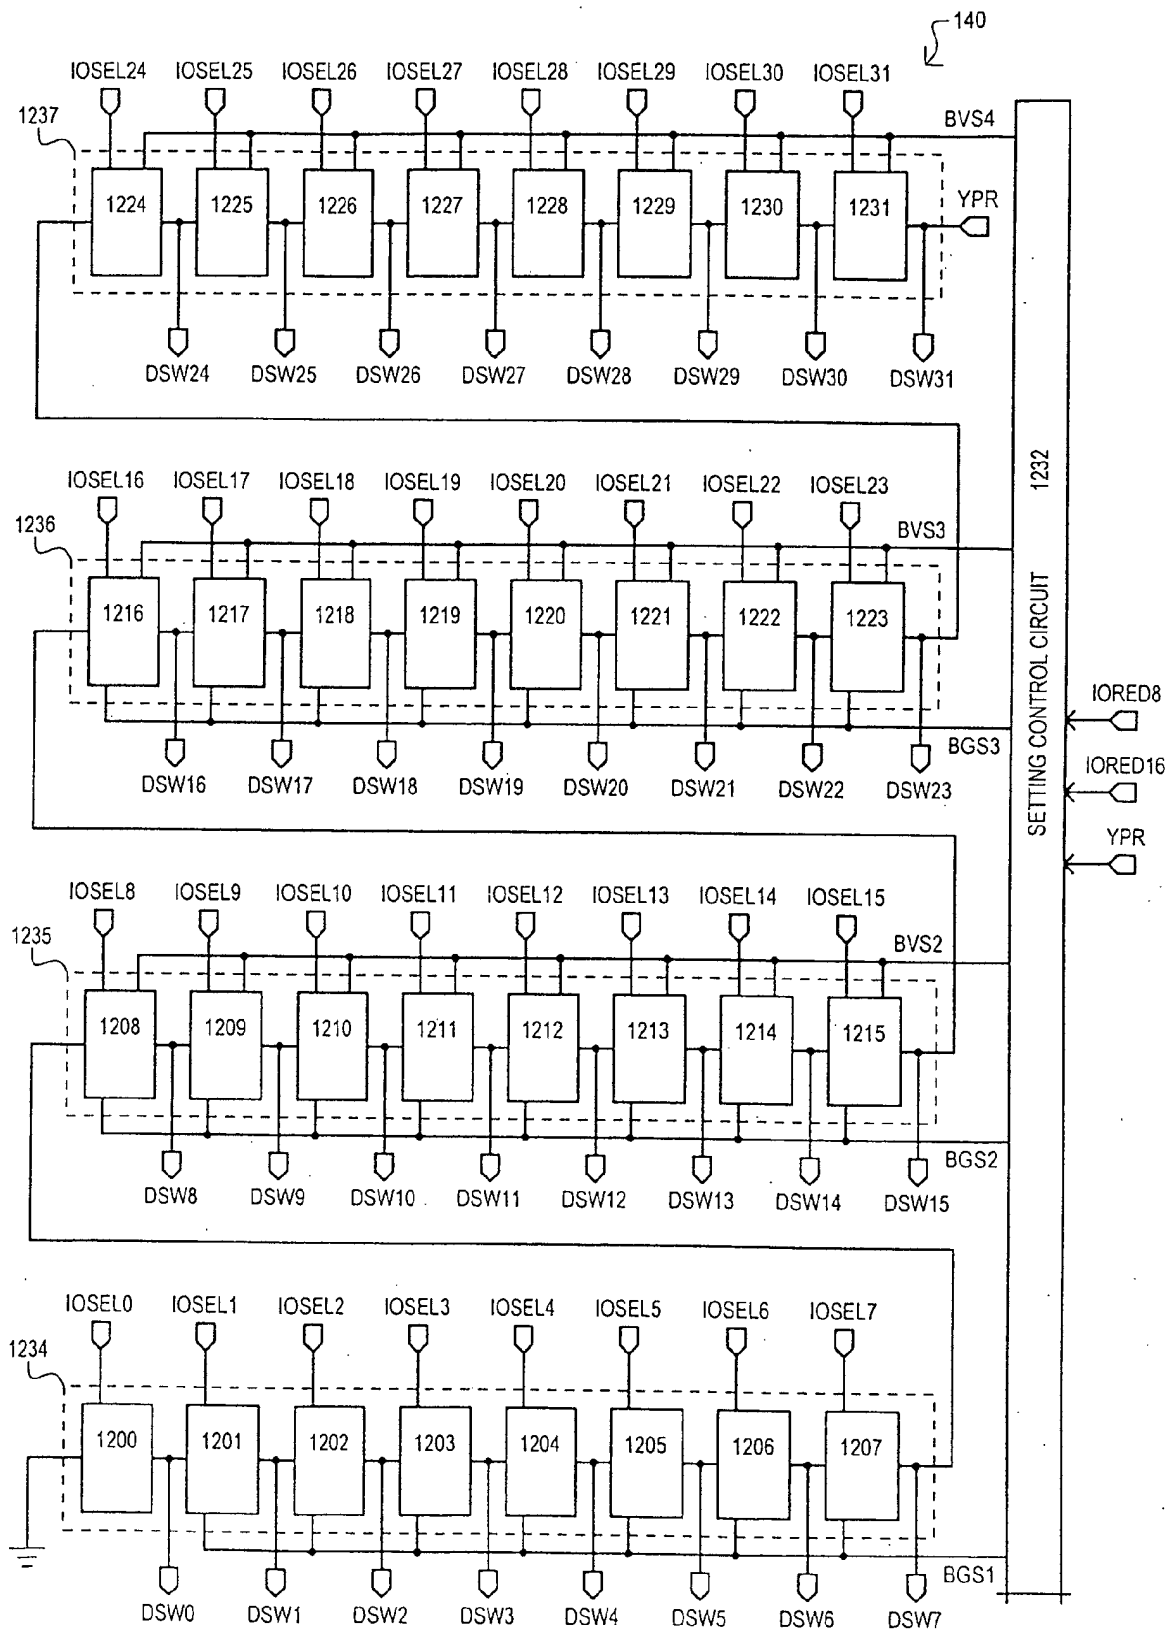 140
IOSEL24 IOSEL25 IOSEL26 IOSEL27 IOSEL28 IOSEL29 IOSEL30 IOSEL31
1237
BVS4
1224 1225 1226 1227 1228 1229 1230 1231
YPR
DSW24 DSW25 DSW26 DSW27 DSW28 DSW29 DSW30 DSW31
IOSEL16 IOSEL17 IOSEL18 IOSEL19 IOSEL20 IOSEL21 IOSEL22 IOSEL23
1236
BVS3
1216 1217 1218 1219 1220 1221 1222 1223
BGS3
DSW16 DSW17 DSW18 DSW19 DSW20 DSW21 DSW22 DSW23
SETTING CONTROL CIRCUIT 1232
IORED8
IORED16
YPR
IOSEL8 IOSEL9 IOSEL10 IOSEL11 IOSEL12 IOSEL13 IOSEL14 IOSEL15
1235
BVS2
1208 1209 1210 1211 1212 1213 1214 1215
BGS2
DSW8 DSW9 DSW10 DSW11 DSW12 DSW13 DSW14 DSW15
IOSEL0 IOSEL1 IOSEL2 IOSEL3 IOSEL4 IOSEL5 IOSEL6 IOSEL7
1234
1200 1201 1202 1203 1204 1205 1206 1207
BGS1
DSW0 DSW1 DSW2 DSW3 DSW4 DSW5 DSW6 DSW7